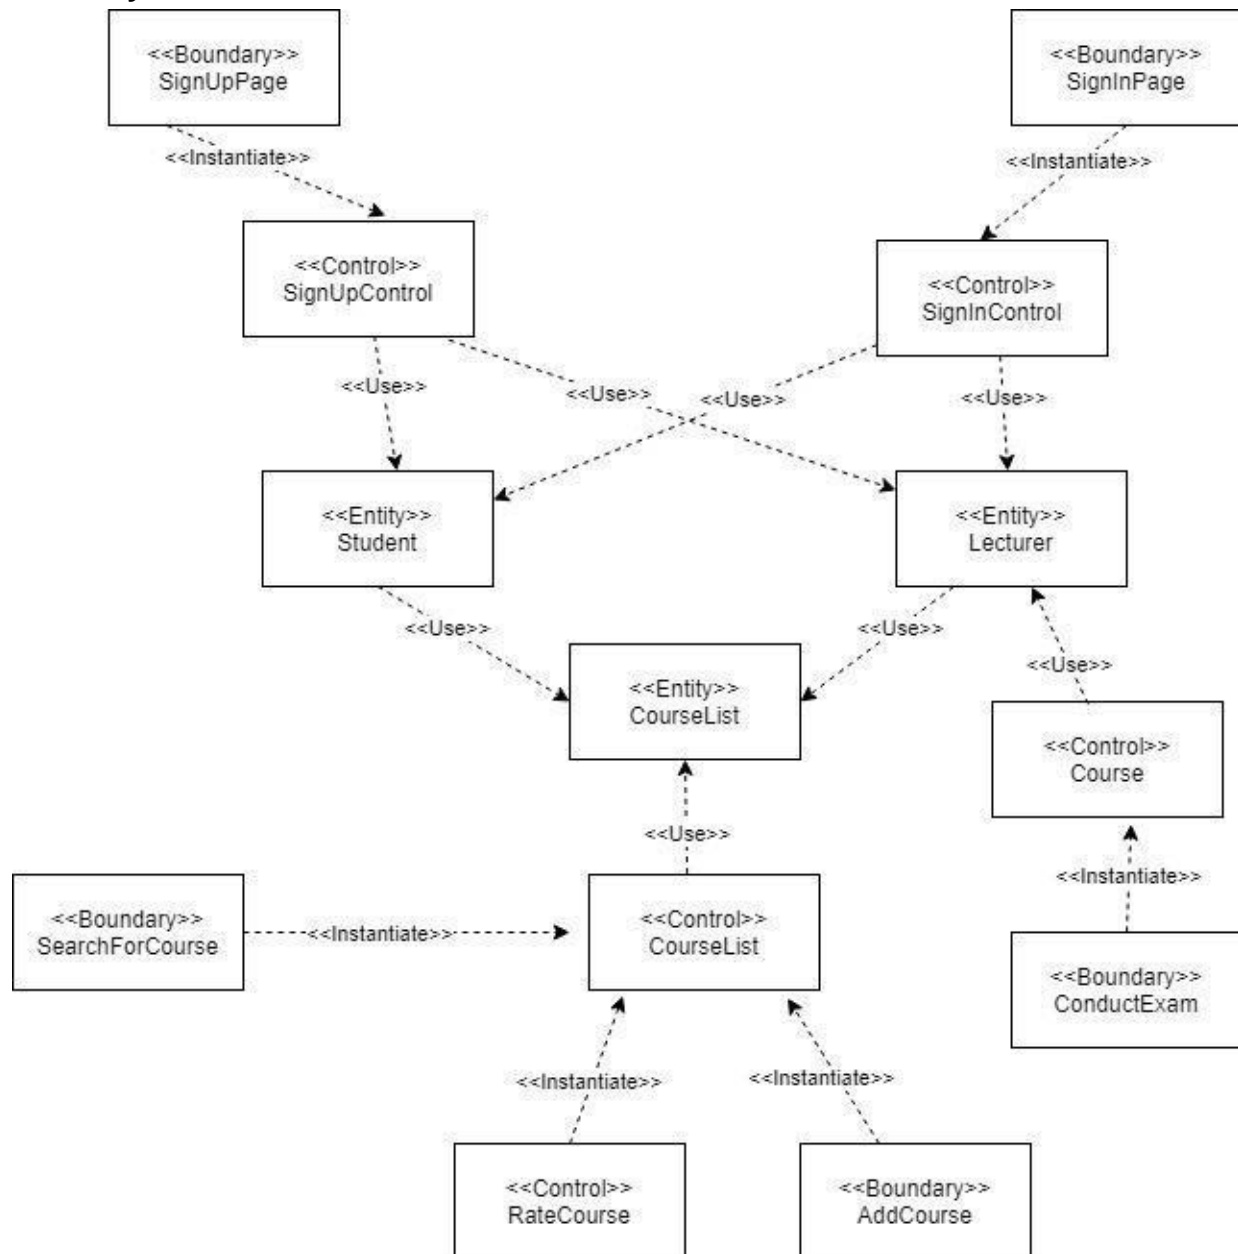 <<Boundary>>
SignUpPage
<<Boundary>>
SignInPage
<<Instantiate>>
<<Instantiate>>
<<Control>>
SignUpControl
<<Control>>
SignInControl
<<Use>>
<<Use>>
<<Use>>
<<Use>>
<<Entity>>
Student
<<Entity>>
Lecturer
<<Use>>
<<Use>>
<<Use>>
<<Entity>>
CourseList
<<Control>>
Course
<<Use>>
<<Instantiate>>
<<Boundary>>
SearchForCourse
<<Instantiate>>
<<Control>>
CourseList
<<Boundary>>
ConductExam
<<Instantiate>>
<<Instantiate>>
<<Control>>
RateCourse
<<Boundary>>
AddCourse